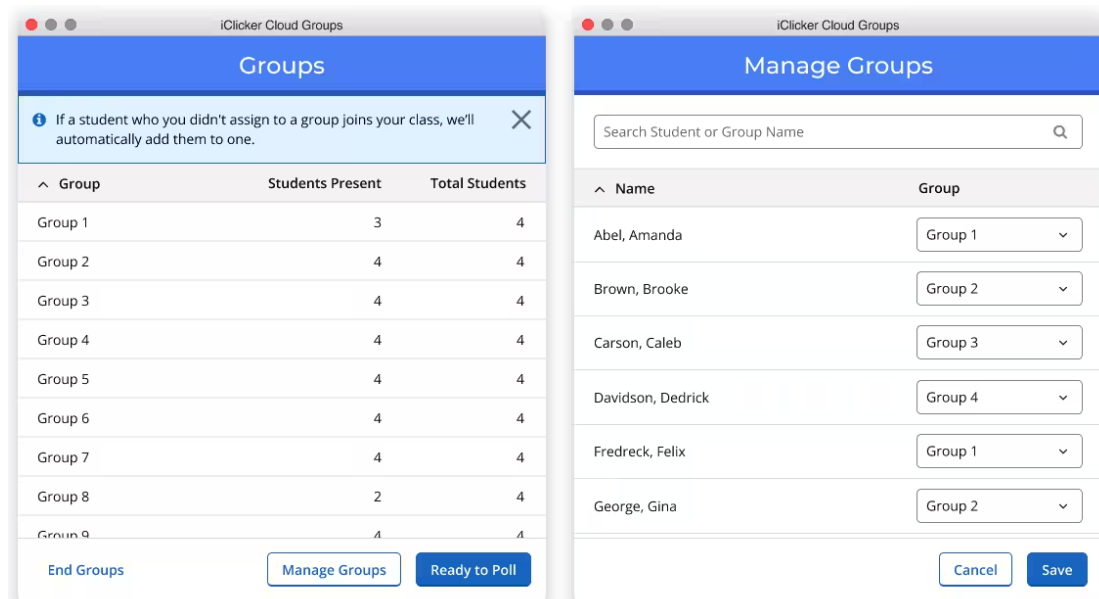 iClicker Cloud Groups
Groups
If a student who you didn't assign to a group joins your class, we'll
automatically add them to one.
Group Students Present Total Students
Group 1 3 4
Group 2 4 4
Group 3 4 4
Group 4 4 4
Group 5 4 4
Group 6 4 4
Group 7 4 4
Group 8 2 4
Group 9 4 4
End Groups Manage Groups Ready to Poll
iClicker Cloud Groups
Manage Groups
Search Student or Group Name
Name Group
Abel, Amanda Group 1
Brown, Brooke Group 2
Carson, Caleb Group 3
Davidson, Dedrick Group 4
Fredreck, Felix Group 1
George, Gina Group 2
Cancel Save